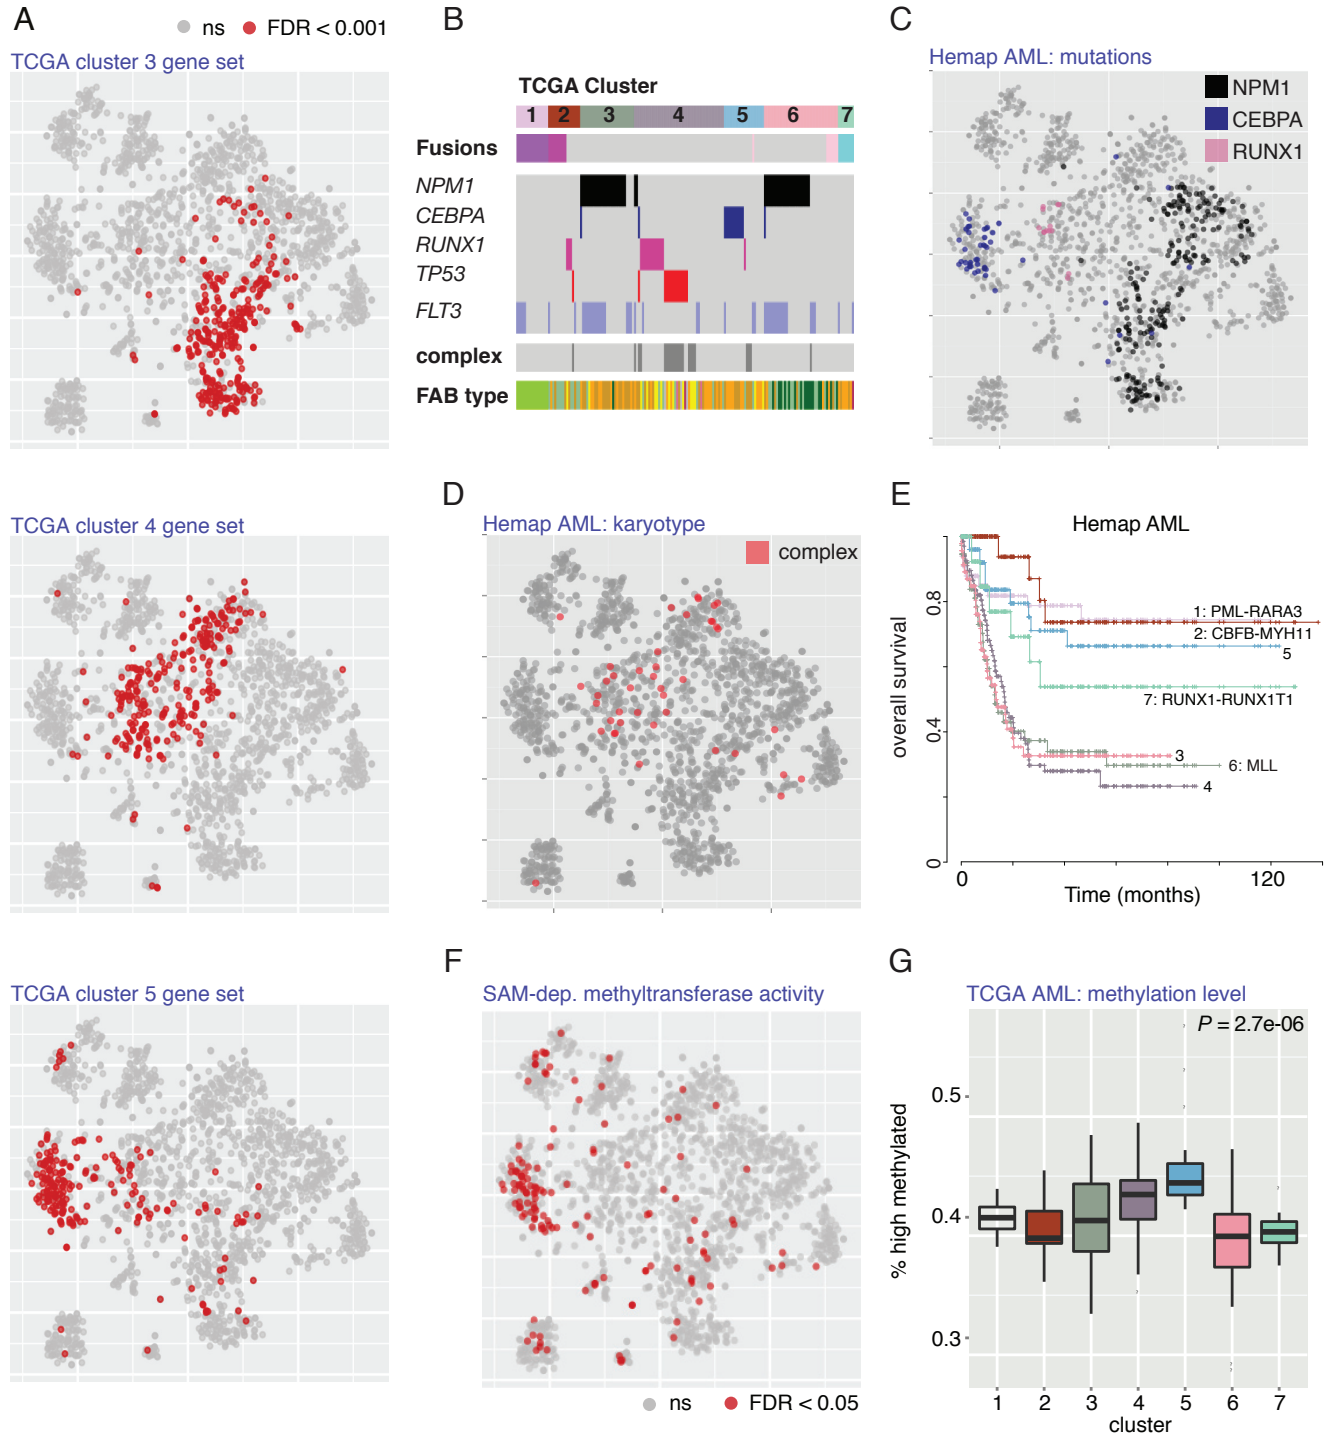 A
ns
FDR < 0.001
TCGA cluster 3 gene set
TCGA cluster 4 gene set
TCGA cluster 5 gene set
B
TCGA Cluster
1 2 3 4 5 6 7
Fusions
NPM1
CEBPA
RUNX1
TP53
FLT3
complex
FAB type
C
Hemap AML: mutations
NPM1
CEBPA
RUNX1
D
Hemap AML: karyotype
complex
E
Hemap AML
overall survival
0.8
0.4
0
1: PML-RARA3
2: CBFB-MYH11
5
7: RUNX1-RUNX1T1
3
6: MLL
4
0 120
Time (months)
F
SAM-dep. methyltransferase activity
ns
FDR < 0.05
G
TCGA AML: methylation level
P = 2.7e-06
% high methylated
0.5
0.4
0.3
1 2 3 4 5 6 7
cluster